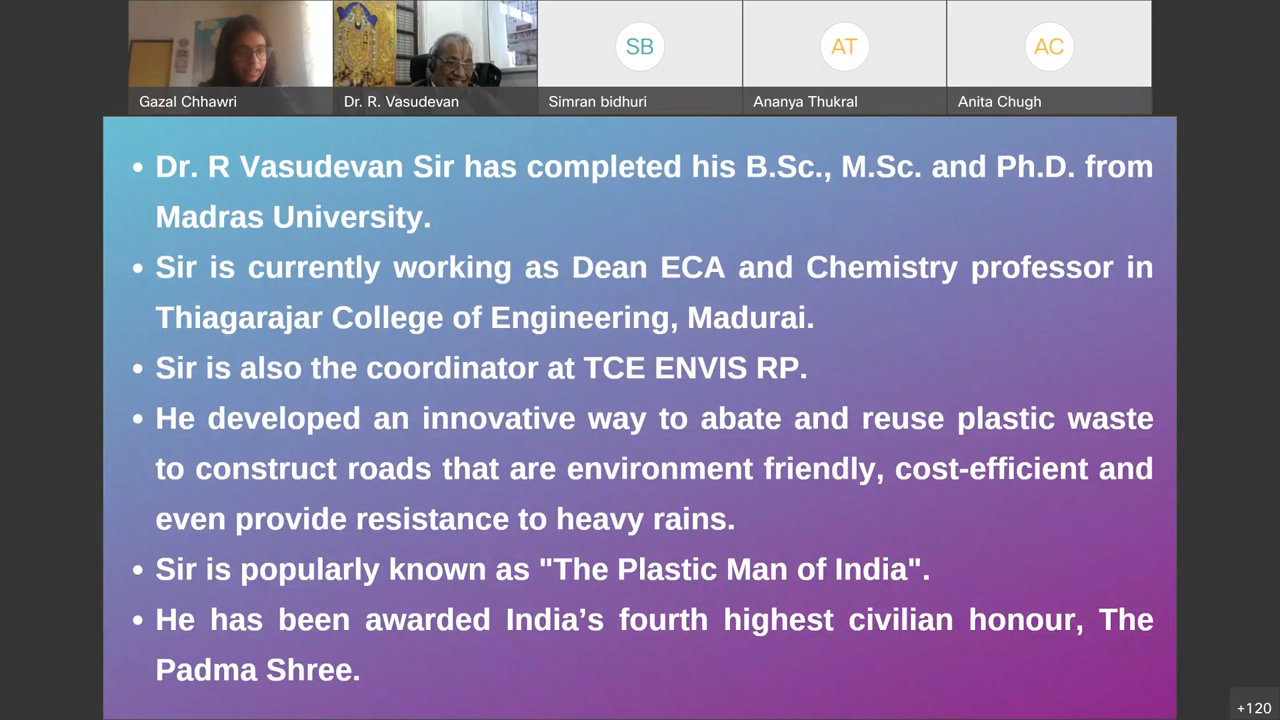 SB
AT
AC
Gazal Chhawri
Dr. R. Vasudevan
Simran bidhuri
Ananya Thukral
Anita Chugh
• Dr. R Vasudevan Sir has completed his B.Sc., M.Sc. and Ph.D. from
Madras University.
• Sir is currently working as Dean ECA and Chemistry professor in
Thiagarajar College of Engineering, Madurai.
• Sir is also the coordinator at TCE ENVIS RP.
• He developed an innovative way to abate and reuse plastic waste
to construct roads that are environment friendly, cost-efficient and
even provide resistance to heavy rains.
• Sir is popularly known as "The Plastic Man of India".
• He has been awarded India’s fourth highest civilian honour, The
Padma Shree.
+120